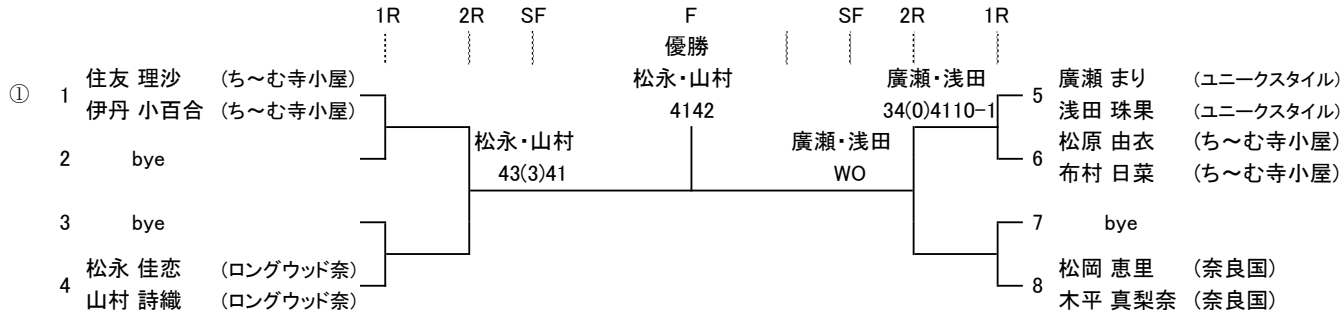 1R 2R SF F SF 2R 1R
優勝
松永・山村
4142
① 1 住友 理沙 (ち～む寺小屋)
伊丹 小百合 (ち～む寺小屋)
2 bye
3 bye
4 松永 佳恋 (ロングウッド奈)
山村 詩織 (ロングウッド奈)
松永・山村
43(3)41
廣瀬・浅田
34(0)4110-1
廣瀬・浅田
WO
5 廣瀬 まり (ユニークスタイル)
浅田 珠果 (ユニークスタイル)
6 松原 由衣 (ち～む寺小屋)
布村 日菜 (ち～む寺小屋)
7 bye
8 松岡 恵里 (奈良国)
木平 真梨奈 (奈良国)